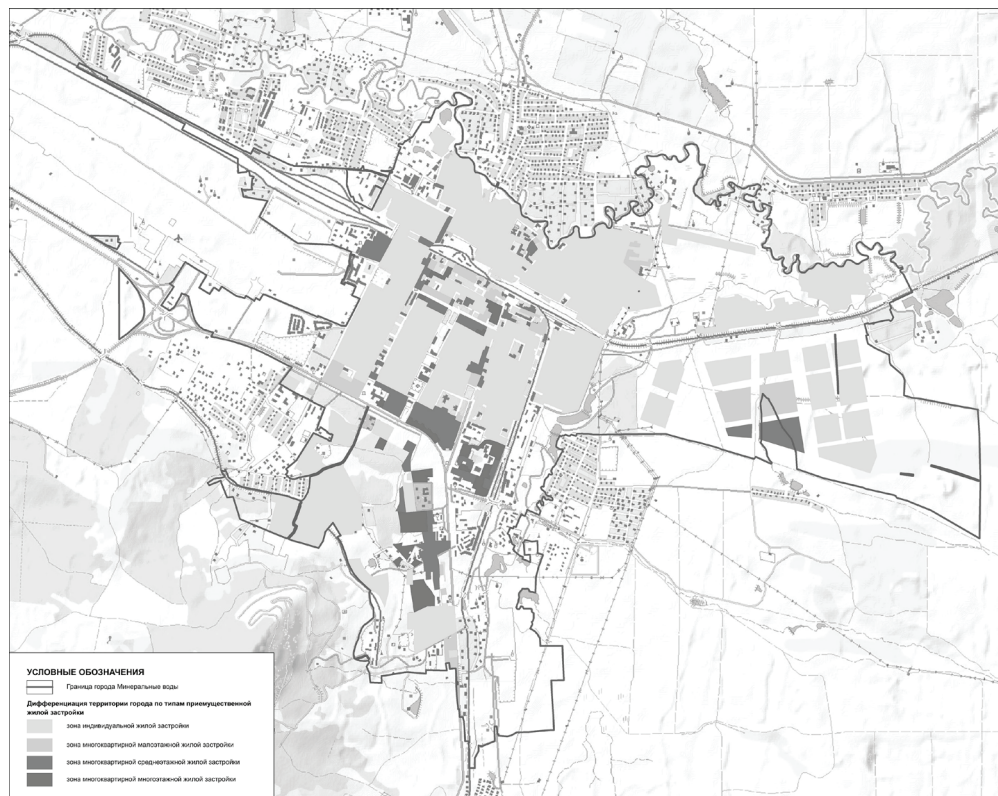 УСЛОВНЫЕ ОБОЗНАЧЕНИЯ
Граница города Минеральные воды
Дифференциация территории города по типам приемущественной
жилой застройки
зона индивидуальной жилой застройки
зона многоквартирной малоэтажной жилой застройки
зона многоквартирной среднеэтажной жилой застройки
зона многоквартирной многоэтажной жилой застройки